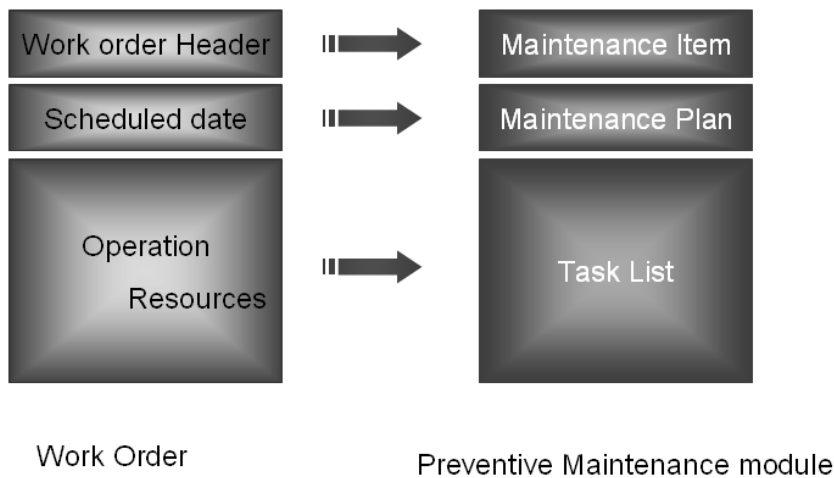 Work order Header
Maintenance Item
Scheduled date
Maintenance Plan
Operation
Resources
Task List
Work Order
Preventive Maintenance module